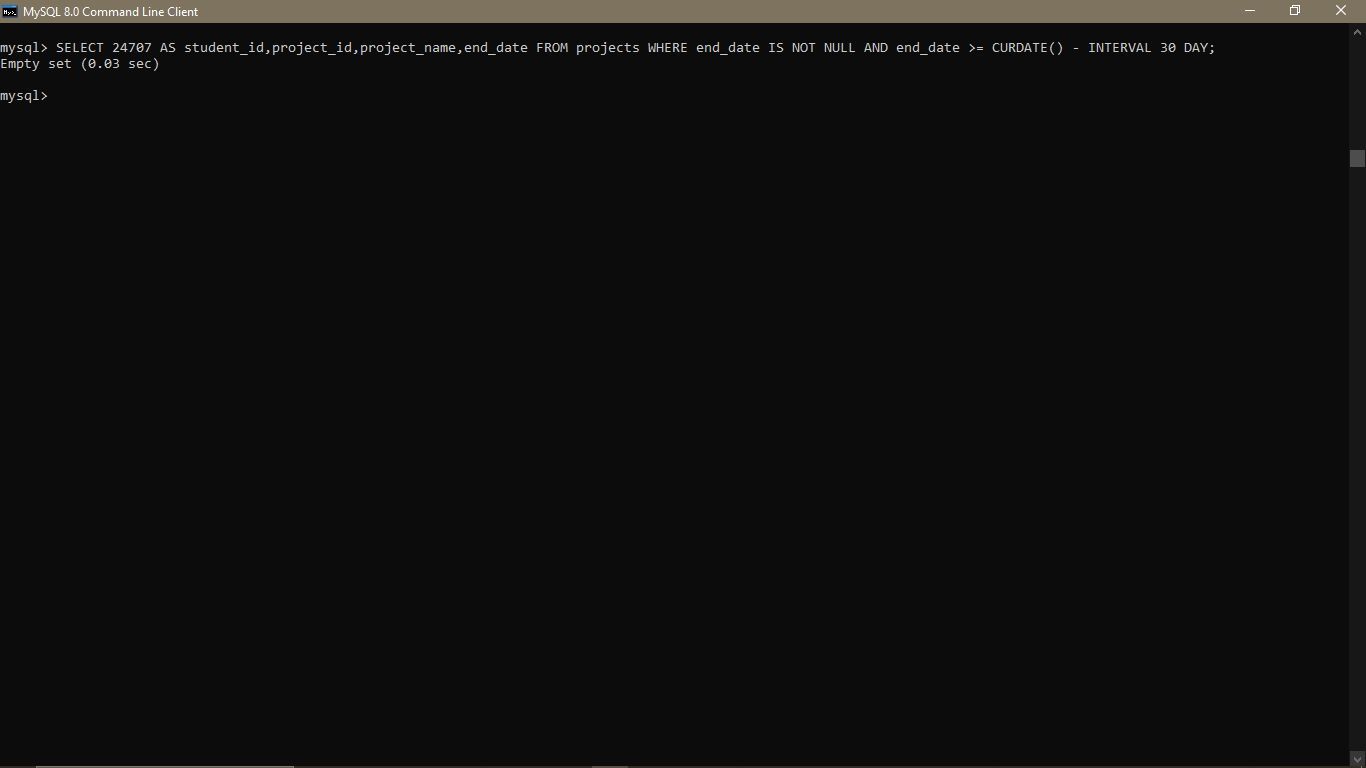 MySQL 8.0 Command Line Client
mysql> SELECT 24707 AS student_id,project_id,project_name,end_date FROM projects WHERE end_date IS NOT NULL AND end_date >= CURDATE() - INTERVAL 30 DAY;
Empty set (0.03 sec)
mysql>